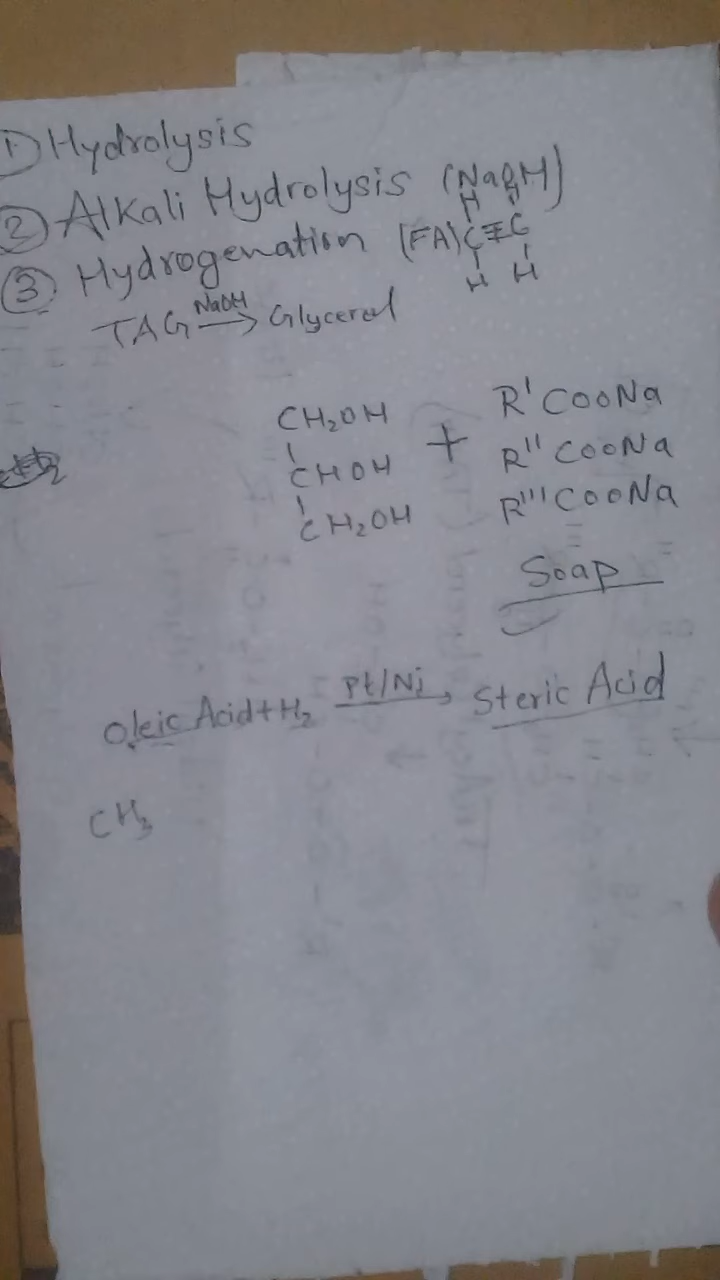 1) Hydrolysis
② Alkali Hydrolysis (NaOH)
③ Hydrogenation (FA) C≡C
H H
H H
TAG NaOH→ Glycerol
CH₂OH + R' COONa
CHOH R'' COONa
CH₂OH R''' COONa
Soap
Oleic Acid + H₂ Pt/Ni→ Steric Acid
CH₃